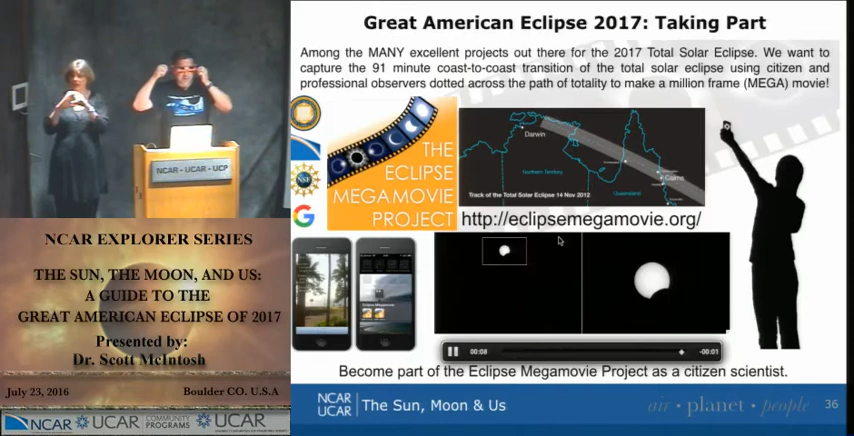 NCAR - UCAR - UCP
NCAR EXPLORER SERIES
THE SUN, THE MOON, AND US:
A GUIDE TO THE
GREAT AMERICAN ECLIPSE OF 2017
Presented by:
Dr. Scott McIntosh
July 23, 2016
Boulder CO. U.S.A
NCAR
UCAR
COMMUNITY
PROGRAMS
UCAR
Great American Eclipse 2017: Taking Part
Among the MANY excellent projects out there for the 2017 Total Solar Eclipse. We want to
capture the 91 minute coast-to-coast transition of the total solar eclipse using citizen and
professional observers dotted across the path of totality to make a million frame (MEGA) movie!
NSF
G
THE
ECLIPSE
MEGAMOVIE
PROJECT
Darwin
Northern Territory
Cairns
Queensland
Track of the Total Solar Eclipse 14 Nov 2012
http://eclipsemegamovie.org/
Eclipse Megamovie
00:08
-00:01
Become part of the Eclipse Megamovie Project as a citizen scientist.
NCAR
UCAR
The Sun, Moon & Us
air • planet • people
36